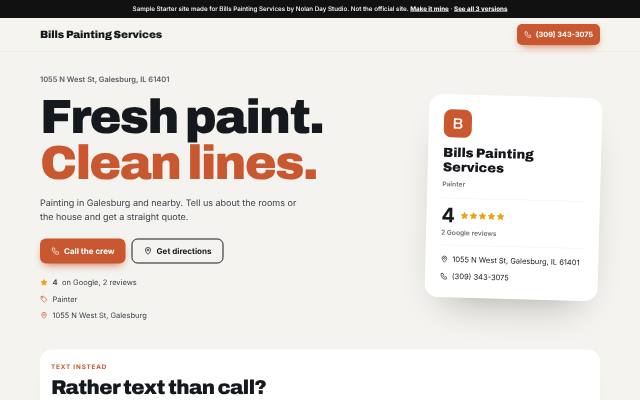 Sample Starter site made for Bills Painting Services by Nolan Day Studio. Not the official site. Make it mine · See all 3 versions
Bills Painting Services
(309) 343-3075
1055 N West St, Galesburg, IL 61401
Fresh paint.
Clean lines.
Painting in Galesburg and nearby. Tell us about the rooms or
the house and get a straight quote.
Call the crew
Get directions
4 on Google, 2 reviews
Painter
1055 N West St, Galesburg
B
Bills Painting
Services
Painter
4
2 Google reviews
1055 N West St, Galesburg, IL 61401
(309) 343-3075
TEXT INSTEAD
Rather text than call?